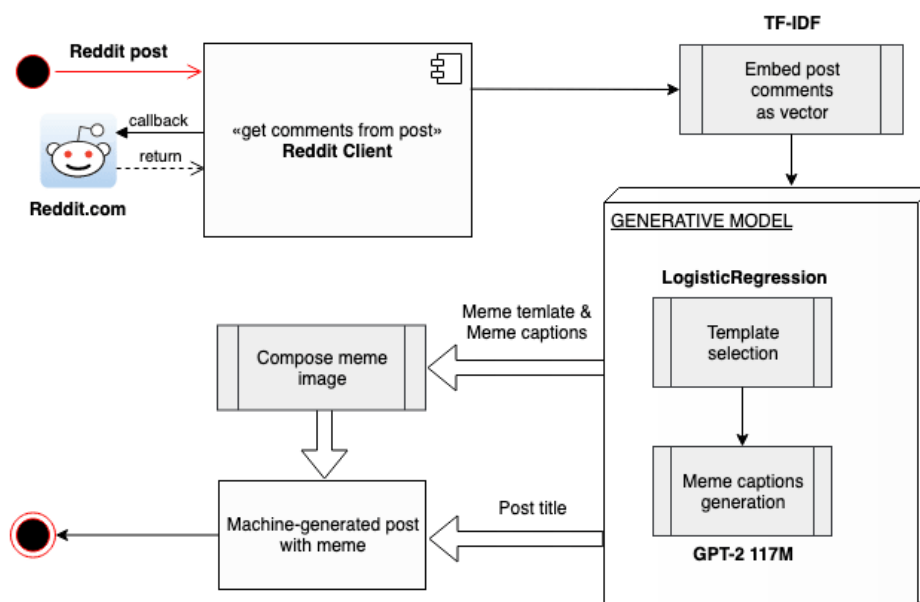 Reddit post
TF-IDF
Embed post
comments
as vector
callback
«get comments from post»
Reddit Client
return
Reddit.com
GENERATIVE MODEL
LogisticRegression
Template
selection
Meme temlate &
Meme captions
Compose meme
image
Meme captions
generation
GPT-2 117M
Post title
Machine-generated post
with meme